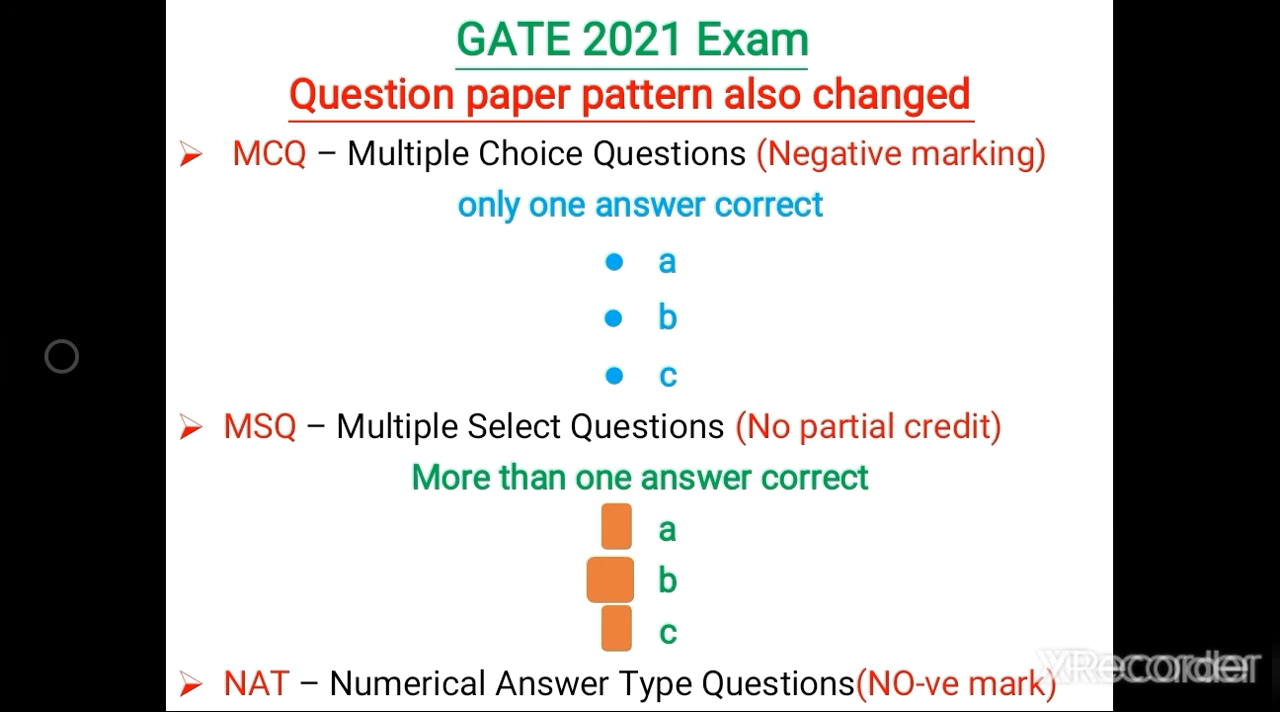 GATE 2021 Exam
Question paper pattern also changed
MCQ – Multiple Choice Questions (Negative marking)
only one answer correct
a
b
c
MSQ – Multiple Select Questions (No partial credit)
More than one answer correct
a
b
c
NAT – Numerical Answer Type Questions(NO-ve mark)
XRecorder